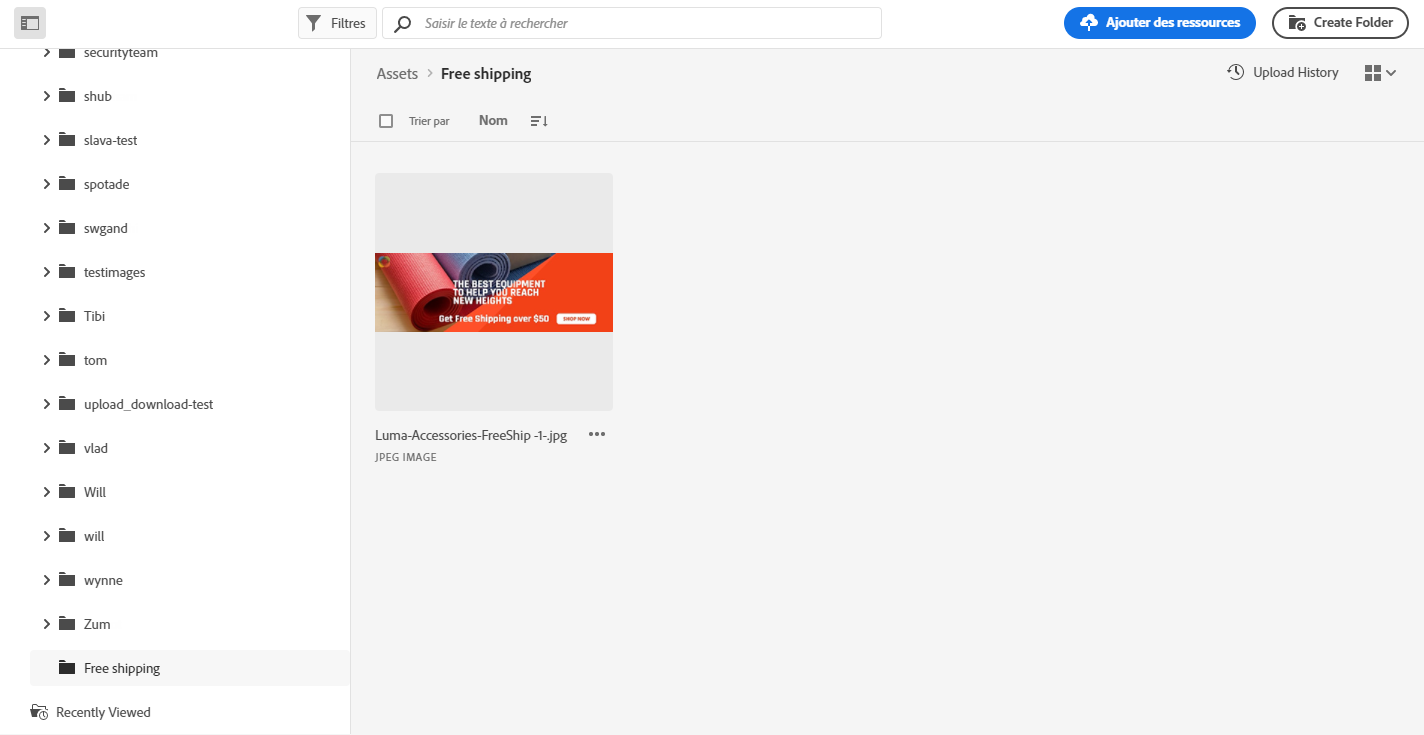 Filtres
Saisir le texte à rechercher
Ajouter des ressources
Create Folder
securityteam
shub
slava-test
spotade
swgand
testimages
Tibi
tom
upload_download-test
vlad
Will
will
wynne
Zum
Free shipping
Recently Viewed
Assets > Free shipping
Upload History
Trier par Nom
THE BEST EQUIPMENT
TO HELP YOU REACH
NEW HEIGHTS
Get Free Shipping over $50 SHOP NOW
Luma-Accessories-FreeShip -1-.jpg
JPEG IMAGE